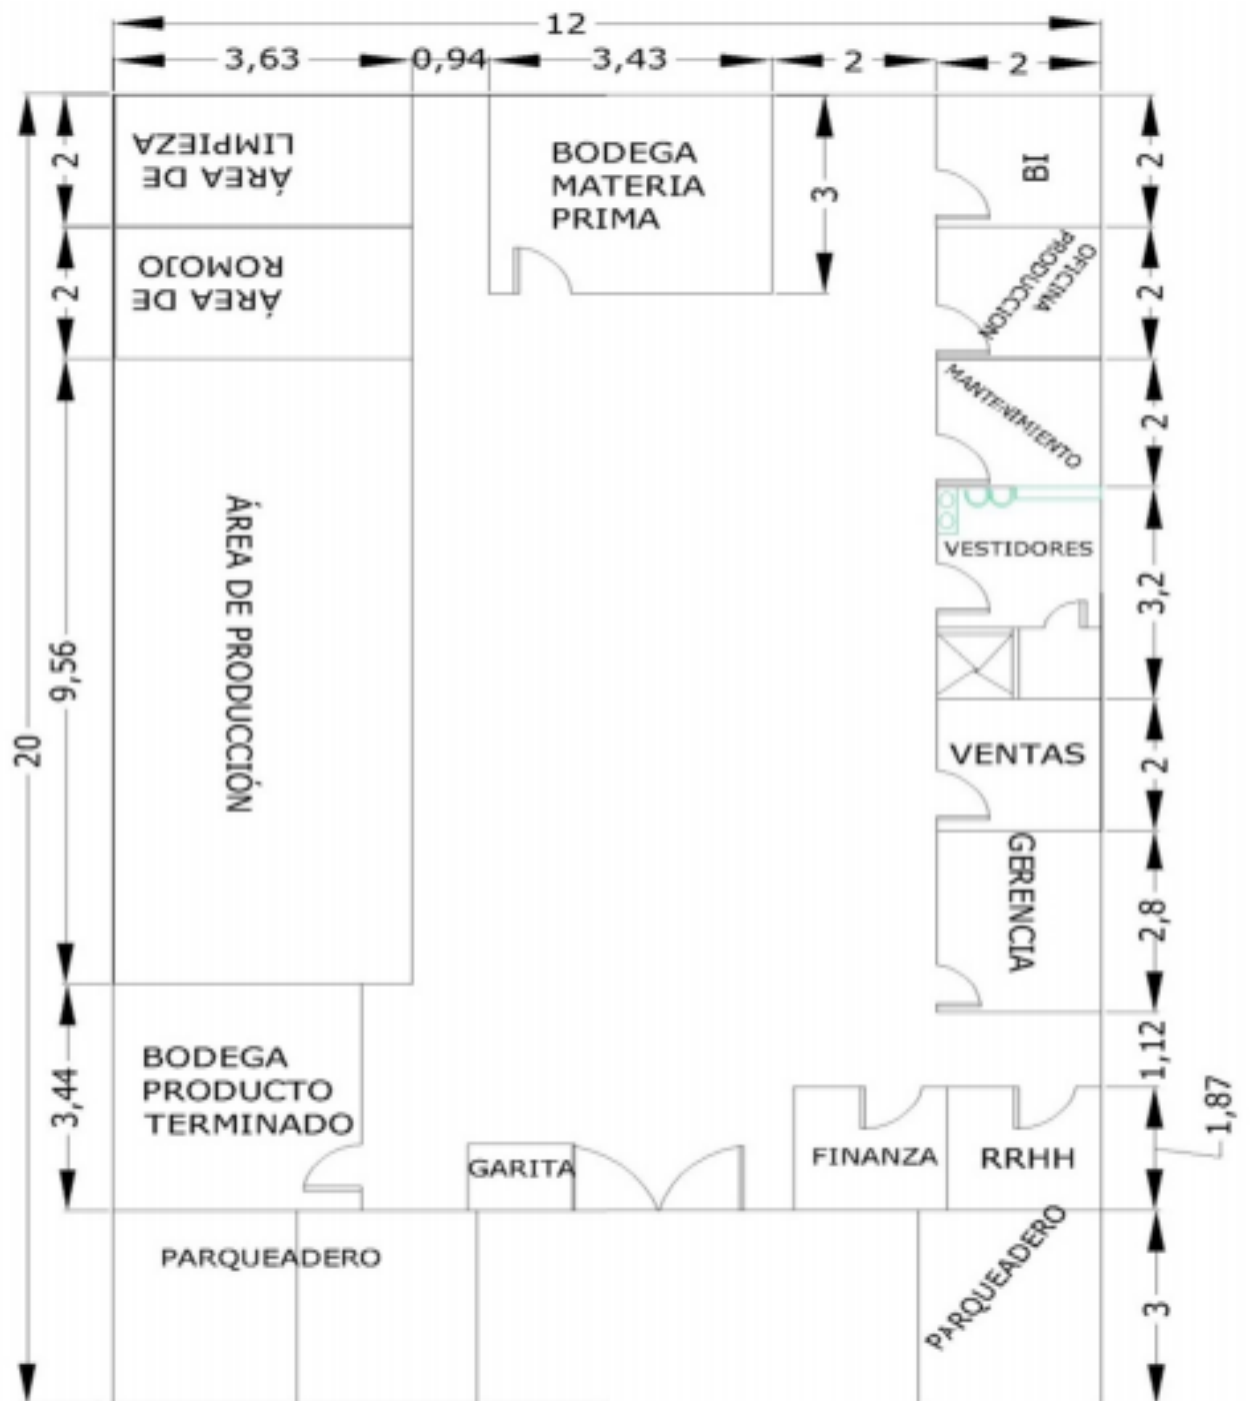 12
3,63
0,94
3,43
2
2
20
2
2
9,56
3,44
ÁREA DE
LIMPIEZA
ÁREA DE
ROMOJO
ÁREA DE PRODUCCIÓN
BODEGA
PRODUCTO
TERMINADO
BODEGA
MATERIA
PRIMA
3
BI
OFICINA
PRODUCCION
MANTENIMIENTO
VESTIDORES
VENTAS
GERENCIA
2
2
2
3,2
2
2,8
1,12
1,87
3
GARITA
FINANZA
RRHH
PARQUEADERO
PARQUEADERO